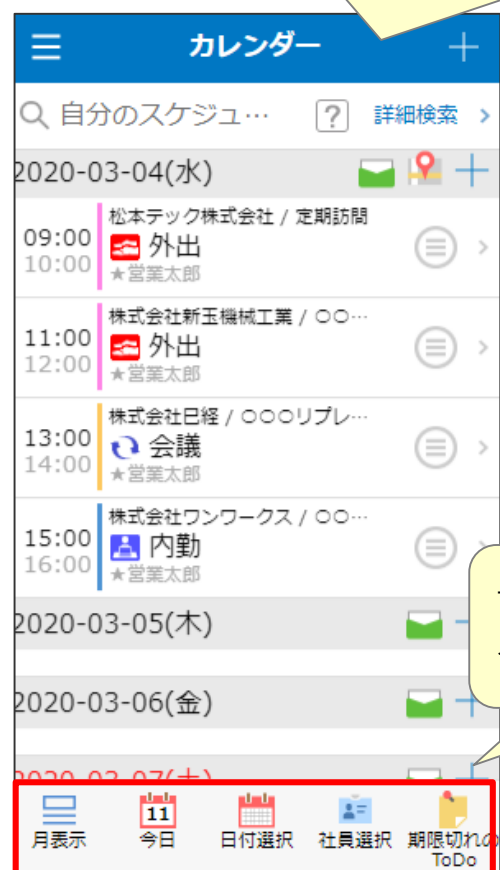 カレンダー
自分のスケジュ… ? 詳細検索
2020-03-04(水)
松本テック株式会社 / 定期訪問
09:00 外出
10:00 ★営業太郎
株式会社新玉機械工業 / 〇〇…
11:00 外出
12:00 ★営業太郎
株式会社巳経 / 〇〇〇リプレ…
13:00 会議
14:00 ★営業太郎
株式会社ワンワークス / 〇〇…
15:00 内勤
16:00 ★営業太郎
2020-03-05(木)
2020-03-06(金)
2020-03-07(土)
11
月表示 今日 日付選択 社員選択 期限切れの
ToDo